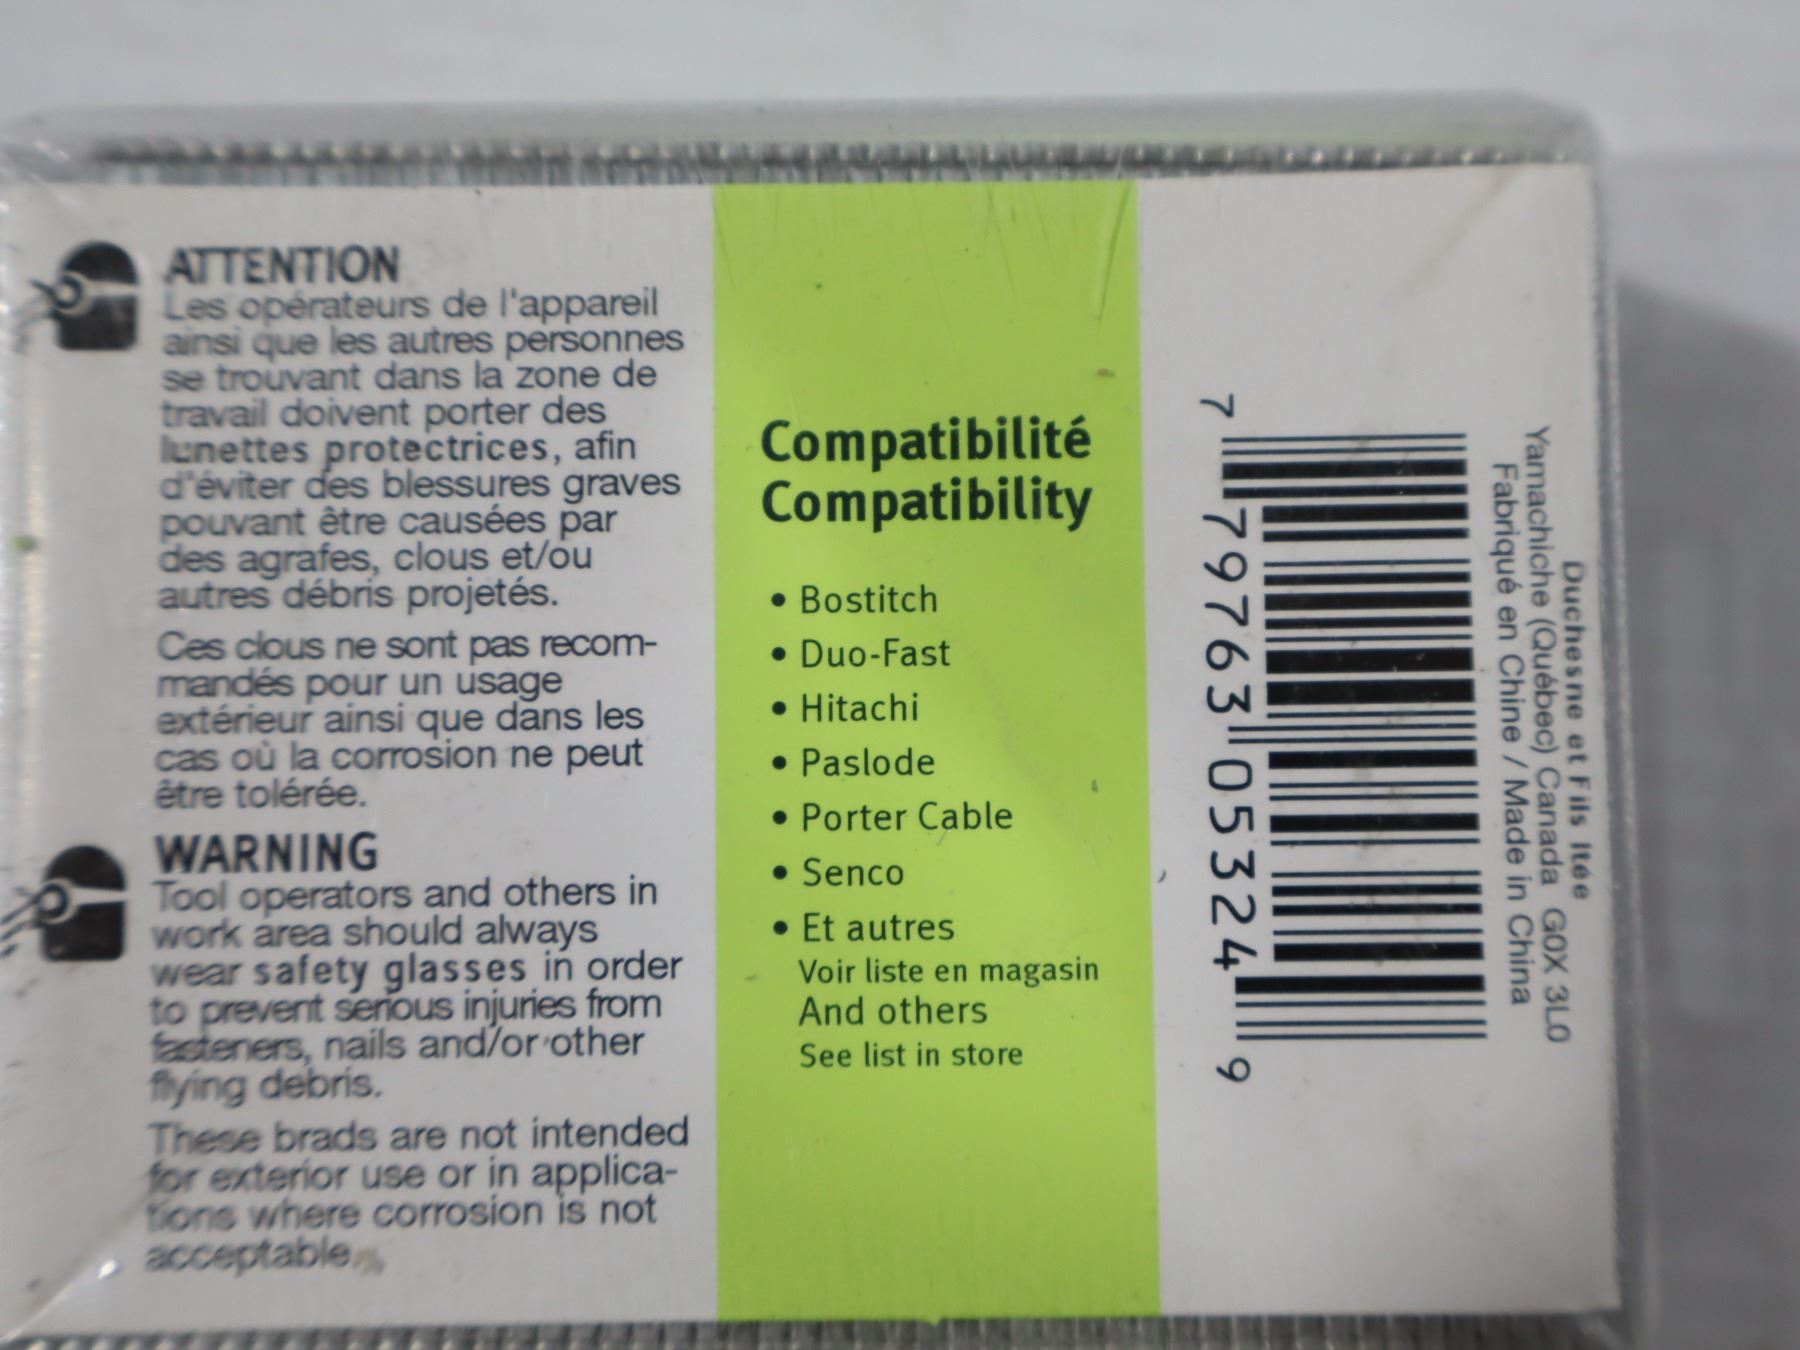 ATTENTION
Les opérateurs de l'appareil
ainsi que les autres personnes
se trouvant dans la zone de
travail doivent porter des
lunettes protectrices, afin
d'éviter des blessures graves
pouvant être causées par
des agrafes, clous et/ou
autres débris projetés.
Ces clous ne sont pas recom-
mandés pour un usage
extérieur ainsi que dans les
cas où la corrosion ne peut
être tolérée.
WARNING
Tool operators and others in
work area should always
wear safety glasses in order
to prevent serious injuries from
fasteners, nails and/or other
flying debris.
These brads are not intended
for exterior use or in applica-
tions where corrosion is not
acceptable.
Compatibilité
Compatibility
• Bostitch
• Duo-Fast
• Hitachi
• Paslode
• Porter Cable
• Senco
• Et autres
Voir liste en magasin
And others
See list in store
7 79763 05324 9
Duchesne et Fils ltée
Yamachiche (Québec) Canada G0X 3L0
Fabriqué en Chine / Made in China